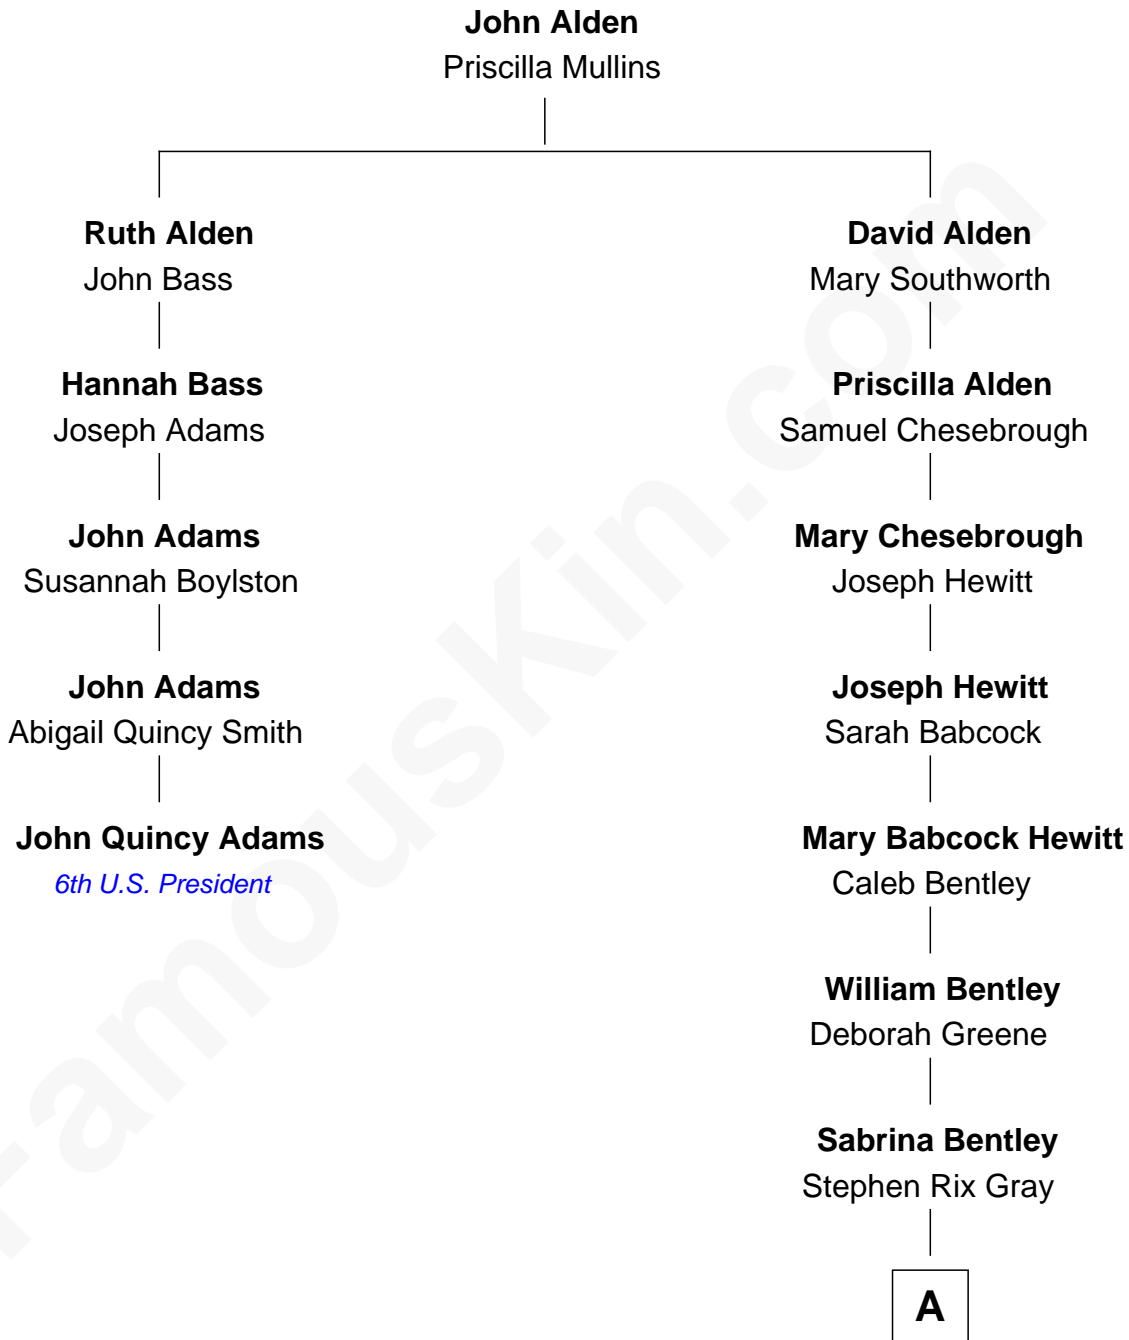 John Alden
Priscilla Mullins
Ruth Alden
John Bass
David Alden
Mary Southworth
Hannah Bass
Joseph Adams
Priscilla Alden
Samuel Chesebrough
John Adams
Susannah Boylston
Mary Chesebrough
Joseph Hewitt
John Adams
Abigail Quincy Smith
Joseph Hewitt
Sarah Babcock
John Quincy Adams
6th U.S. President
Mary Babcock Hewitt
Caleb Bentley
William Bentley
Deborah Greene
Sabrina Bentley
Stephen Rix Gray
A
FamousKin.com